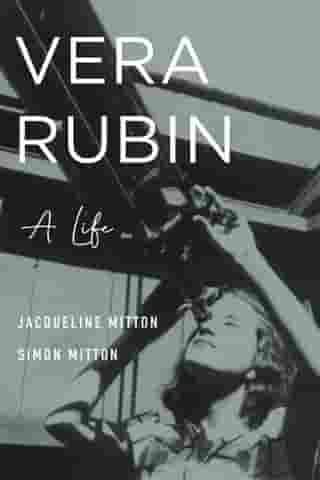 VERA
RUBIN
A Life
JACQUELINE MITTON
SIMON MITTON